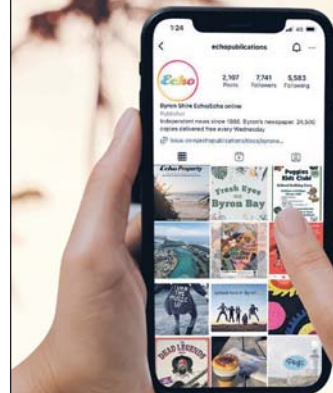 1:24
4G
echopublications
Echo
2,107
7,741
5,583
Posts
Followers
Following
Byron Shire Echo/Echo online
Publisher
Independent news since 1986. Byron's newspaper. 24,500
copies delivered free every Wednesday
Echo Property
Fresh Eyes
Byron Bay
Puggles
Kids Club!
DEAD LEGENDS